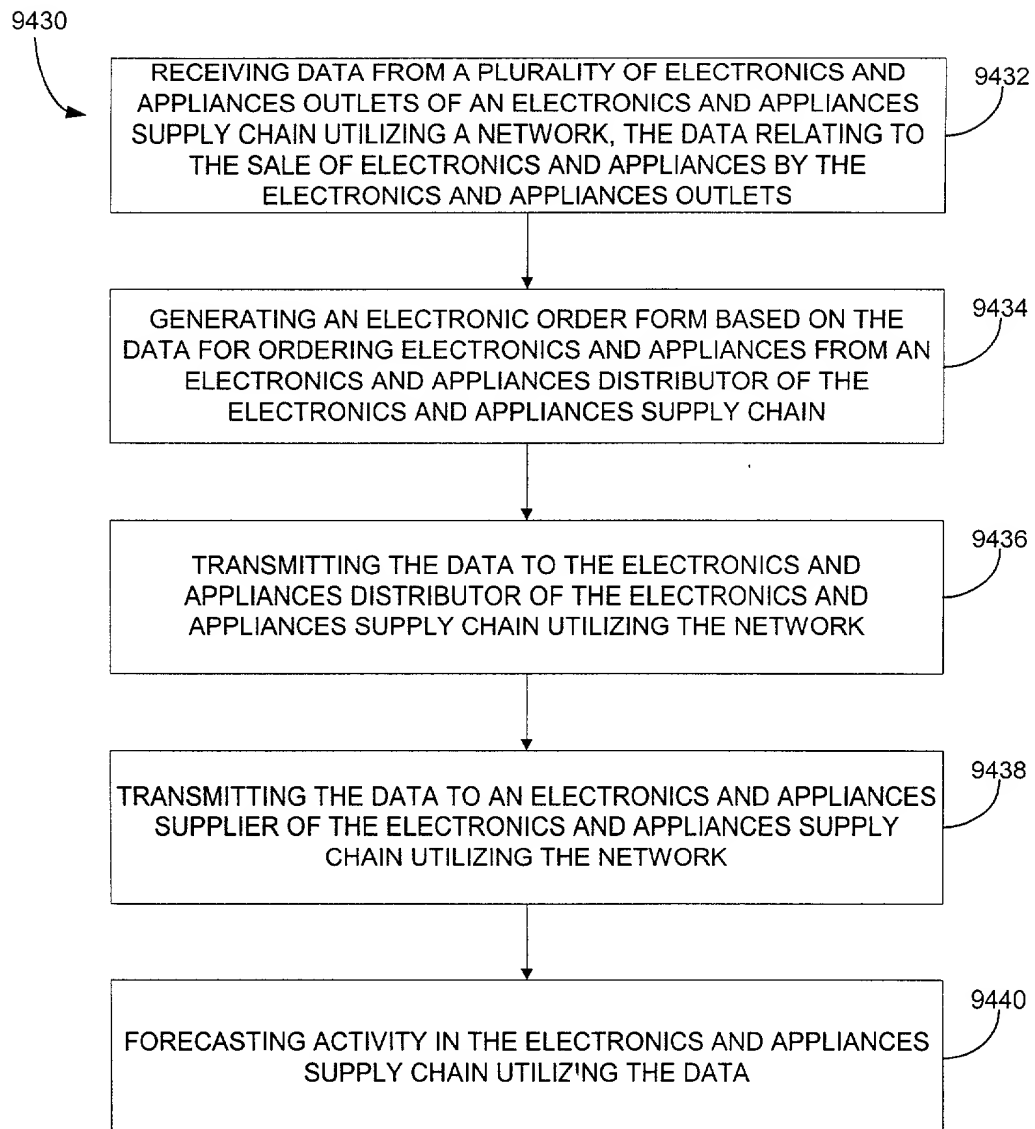 9430
RECEIVING DATA FROM A PLURALITY OF ELECTRONICS AND
APPLIANCES OUTLETS OF AN ELECTRONICS AND APPLIANCES
SUPPLY CHAIN UTILIZING A NETWORK, THE DATA RELATING TO
THE SALE OF ELECTRONICS AND APPLIANCES BY THE
ELECTRONICS AND APPLIANCES OUTLETS
9432
GENERATING AN ELECTRONIC ORDER FORM BASED ON THE
DATA FOR ORDERING ELECTRONICS AND APPLIANCES FROM AN
ELECTRONICS AND APPLIANCES DISTRIBUTOR OF THE
ELECTRONICS AND APPLIANCES SUPPLY CHAIN
9434
TRANSMITTING THE DATA TO THE ELECTRONICS AND
APPLIANCES DISTRIBUTOR OF THE ELECTRONICS AND
APPLIANCES SUPPLY CHAIN UTILIZING THE NETWORK
9436
TRANSMITTING THE DATA TO AN ELECTRONICS AND APPLIANCES
SUPPLIER OF THE ELECTRONICS AND APPLIANCES SUPPLY
CHAIN UTILIZING THE NETWORK
9438
FORECASTING ACTIVITY IN THE ELECTRONICS AND APPLIANCES
SUPPLY CHAIN UTILIZING THE DATA
9440